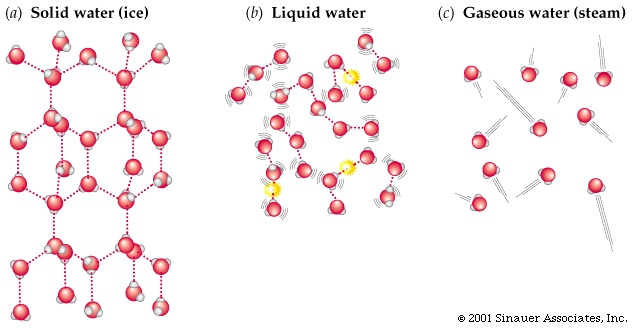 (a) Solid water (ice)
(b) Liquid water
(c) Gaseous water (steam)
© 2001 Sinauer Associates, Inc.